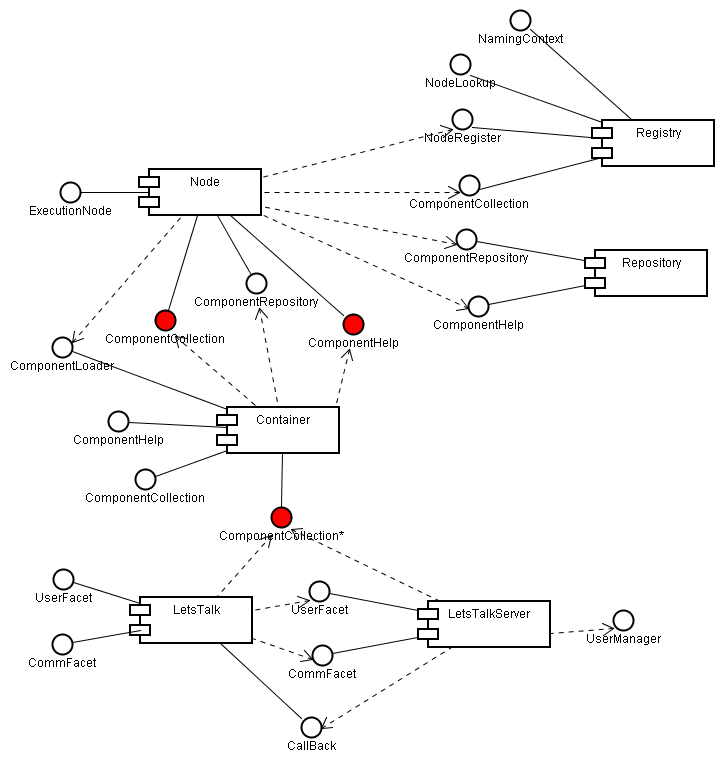 NamingContext
NodeLookup
NodeRegister
Registry
Node
ComponentCollection
ExecutionNode
ComponentRepository
Repository
ComponentRepository
ComponentHelp
ComponentCollection
ComponentHelp
ComponentLoader
Container
ComponentHelp
ComponentCollection
ComponentCollection*
UserFacet
LetsTalk
UserFacet
LetsTalkServer
UserManager
CommFacet
CommFacet
CallBack